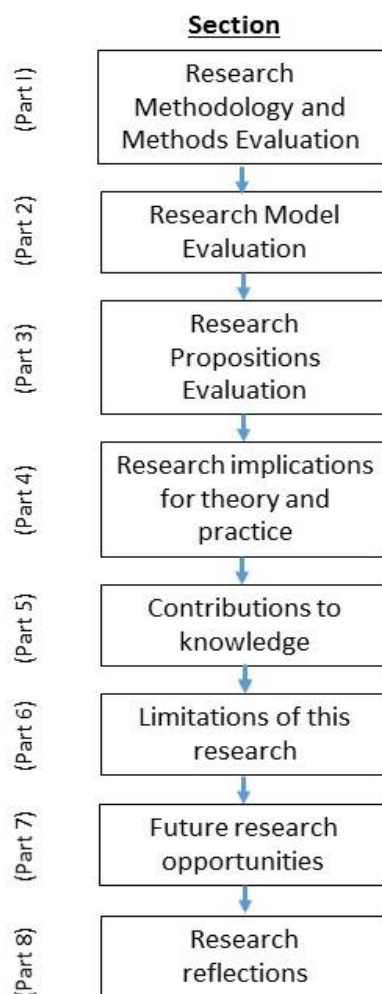 Section
(Part I)
Research
Methodology and
Methods Evaluation
(Part 2)
Research Model
Evaluation
(Part 3)
Research
Propositions
Evaluation
(Part 4)
Research implications
for theory and
practice
(Part 5)
Contributions to
knowledge
(Part 6)
Limitations of this
research
(Part 7)
Future research
opportunities
(Part 8)
Research
reflections